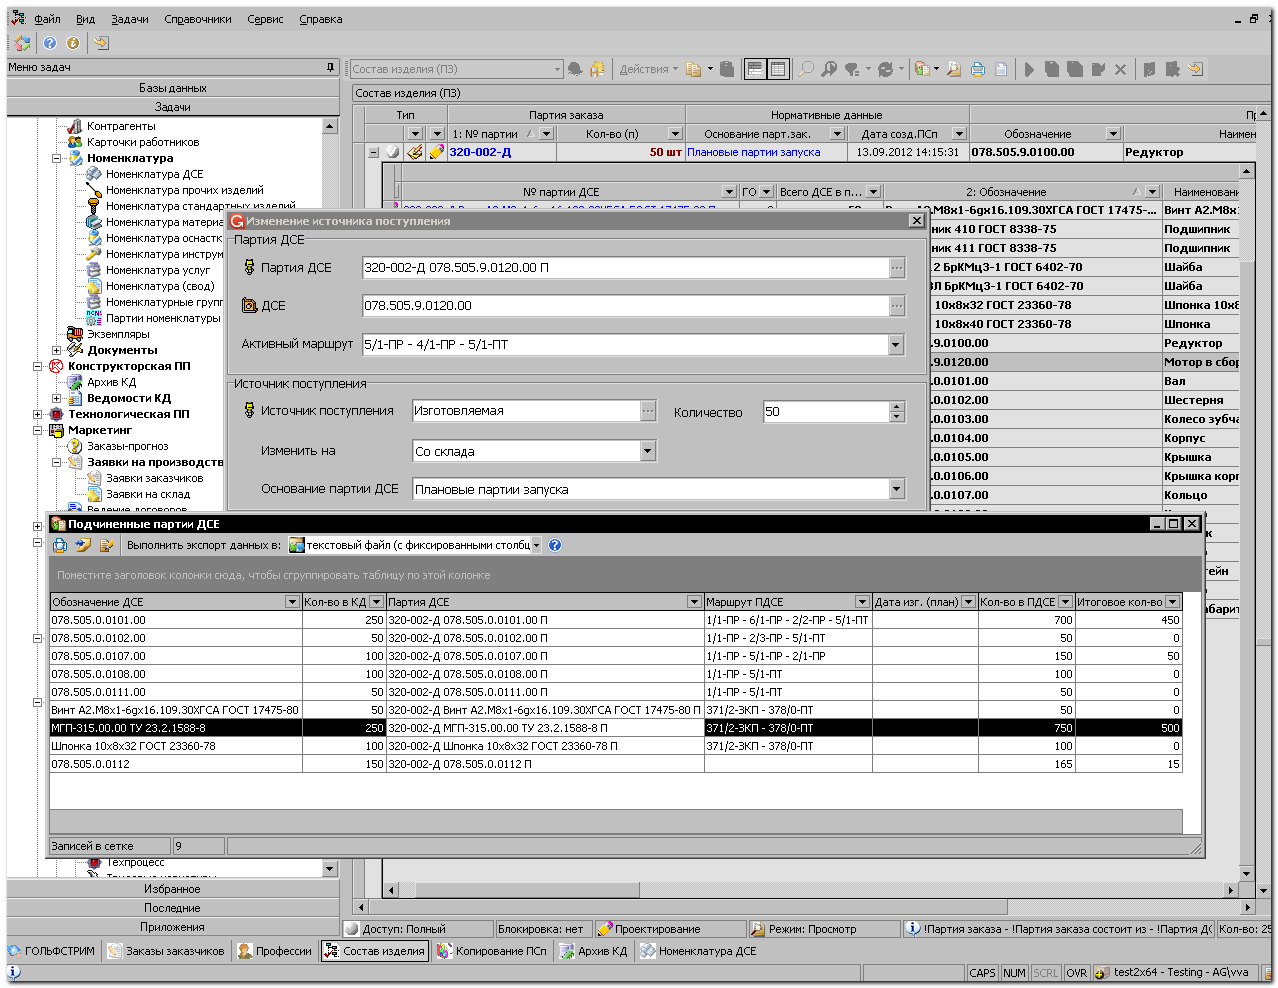 Файл Вид Задачи Справочники Сервис Справка
Меню задач
Базы данных
Задачи
Контрагенты
Карточки работников
Номенклатура
Номенклатура ДСЕ
Номенклатура прочих изделий
Номенклатура стандартных изделий
Номенклатура материа
Номенклатура оснастк
Номенклатура инструм
Номенклатура услуг
Номенклатура (свод)
Номенклатурные групп
Партии номенклатуры
Экземпляры
Документы
Конструкторская ПП
Архив КД
Ведомости КД
Технологическая ПП
Маркетинг
Заказы-прогноз
Заявки на производств
Заявки заказчиков
Заявки на склад
Ведение договоров
Техпроцесс
Избранное
Последние
Приложения
Состав изделия (ПЗ) Действия
Состав изделия (ПЗ)
Тип Партия заказа Нормативные данные Пр
1: № партии Кол-во (п) Основание парт.зак. Дата созд.ПСп Обозначение Наимен
320-002-Д 50 шт Плановые партии запуска 13.09.2012 14:15:31 078.505.9.0100.00 Редуктор
№ партии ДСЕ ГО Всего ДСЕ в п... 2: Обозначение Наименовани
.М8х1-6gх16.109.30ХГСА ГОСТ 17475-... Винт А2.М8х
ник 410 ГОСТ 8338-75 Подшипник
ник 411 ГОСТ 8338-75 Подшипник
2 БрКМц3-1 ГОСТ 6402-70 Шайба
ВЛ БрКМц3-1 ГОСТ 6402-70 Шайба
10х8х32 ГОСТ 23360-78 Шпонка 10х8
10х8х40 ГОСТ 23360-78 Шпонка
.9.0100.00 Редуктор
.9.0120.00 Мотор в сбор
.0.0101.00 Вал
.0.0102.00 Шестерня
.0.0103.00 Колесо зубча
.0.0104.00 Корпус
.0.0105.00 Крышка
.0.0106.00 Крышка корп
.0.0107.00 Кольцо
Изменение источника поступления
Партия ДСЕ
Партия ДСЕ 320-002-Д 078.505.9.0120.00 П
ДСЕ 078.505.9.0120.00
Активный маршрут 5/1-ПР - 4/1-ПР - 5/1-ПТ
Источник поступления
Источник поступления Изготовляемая Количество 50
Изменить на Со склада
Основание партии ДСЕ Плановые партии запуска
Подчиненные партии ДСЕ
Выполнить экспорт данных в: текстовый файл (с фиксированными столбц
Поместите заголовок колонки сюда, чтобы сгруппировать таблицу по этой колонке
Обозначение ДСЕ Кол-во в КД Партия ДСЕ Маршрут ПДСЕ Дата изг. (план) Кол-во в ПДСЕ Итоговое кол-во
078.505.0.0101.00 250 320-002-Д 078.505.0.0101.00 П 1/1-ПР - 6/1-ПР - 2/2-ПР - 5/1-ПТ 700 450
078.505.0.0102.00 50 320-002-Д 078.505.0.0102.00 П 1/1-ПР - 2/3-ПР - 5/1-ПТ 50 0
078.505.0.0107.00 100 320-002-Д 078.505.0.0107.00 П 1/1-ПР - 5/1-ПР - 2/1-ПР 150 50
078.505.0.0108.00 100 320-002-Д 078.505.0.0108.00 П 1/1-ПР - 5/1-ПТ 100 0
078.505.0.0111.00 50 320-002-Д 078.505.0.0111.00 П 1/1-ПР - 5/1-ПТ 50 0
Винт А2.М8х1-6gх16.109.30ХГСА ГОСТ 17475-80 50 320-002-Д Винт А2.М8х1-6gх16.109.30ХГСА ГОСТ 17475-80 П 371/2-ЗКП - 378/0-ПТ 50 0
МГП-315.00.00 ТУ 23.2.1588-8 250 320-002-Д МГП-315.00.00 ТУ 23.2.1588-8 П 371/2-ЗКП - 378/0-ПТ 750 500
Шпонка 10х8х32 ГОСТ 23360-78 100 320-002-Д Шпонка 10х8х32 ГОСТ 23360-78 П 371/2-ЗКП - 378/0-ПТ 100 0
078.505.0.0112 150 320-002-Д 078.505.0.0112 П 165 15
Записей в сетке 9
Доступ: Полный Блокировка: нет Проектирование Режим: Просмотр !Партия заказа - !Партия заказа состоит из - !Партия ДС Кол-во: 25
ГОЛЬФСТРИМ Заказы заказчиков Профессии Состав изделия Копирование ПСп Архив КД Номенклатура ДСЕ
CAPS NUM SCRL OVR test2x64 - Testing - AG\vva